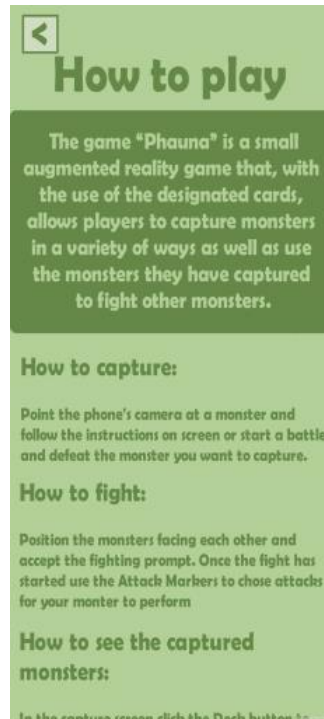 <
How to play
The game “Phauna” is a small
augmented reality game that, with
the use of the designated cards,
allows players to capture monsters
in a variety of ways as well as use
the monsters they have captured
to fight other monsters.
How to capture:
Point the phone's camera at a monster and
follow the instructions on screen or start a battle
and defeat the monster you want to capture.
How to fight:
Position the monsters facing each other and
accept the fighting prompt. Once the fight has
started use the Attack Markers to chose attacks
for your monter to perform
How to see the captured
monsters:
In the capture screen click the Dech button